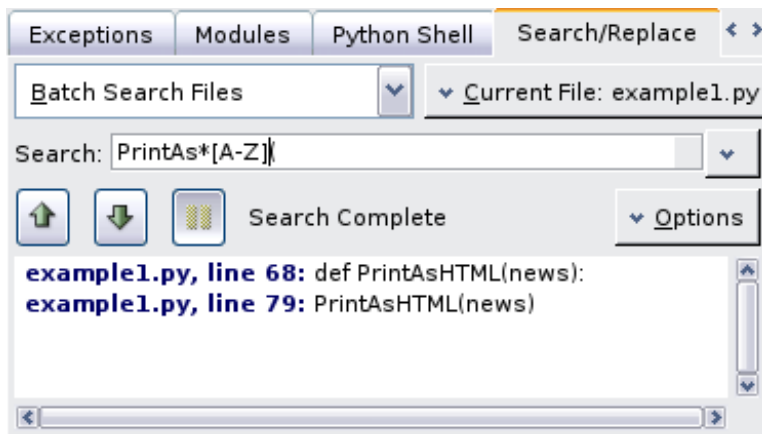 Exceptions Modules Python Shell Search/Replace
Batch Search Files Current File: example1.py
Search: PrintAs*[A-Z](
Search Complete Options
example1.py, line 68: def PrintAsHTML(news):
example1.py, line 79: PrintAsHTML(news)